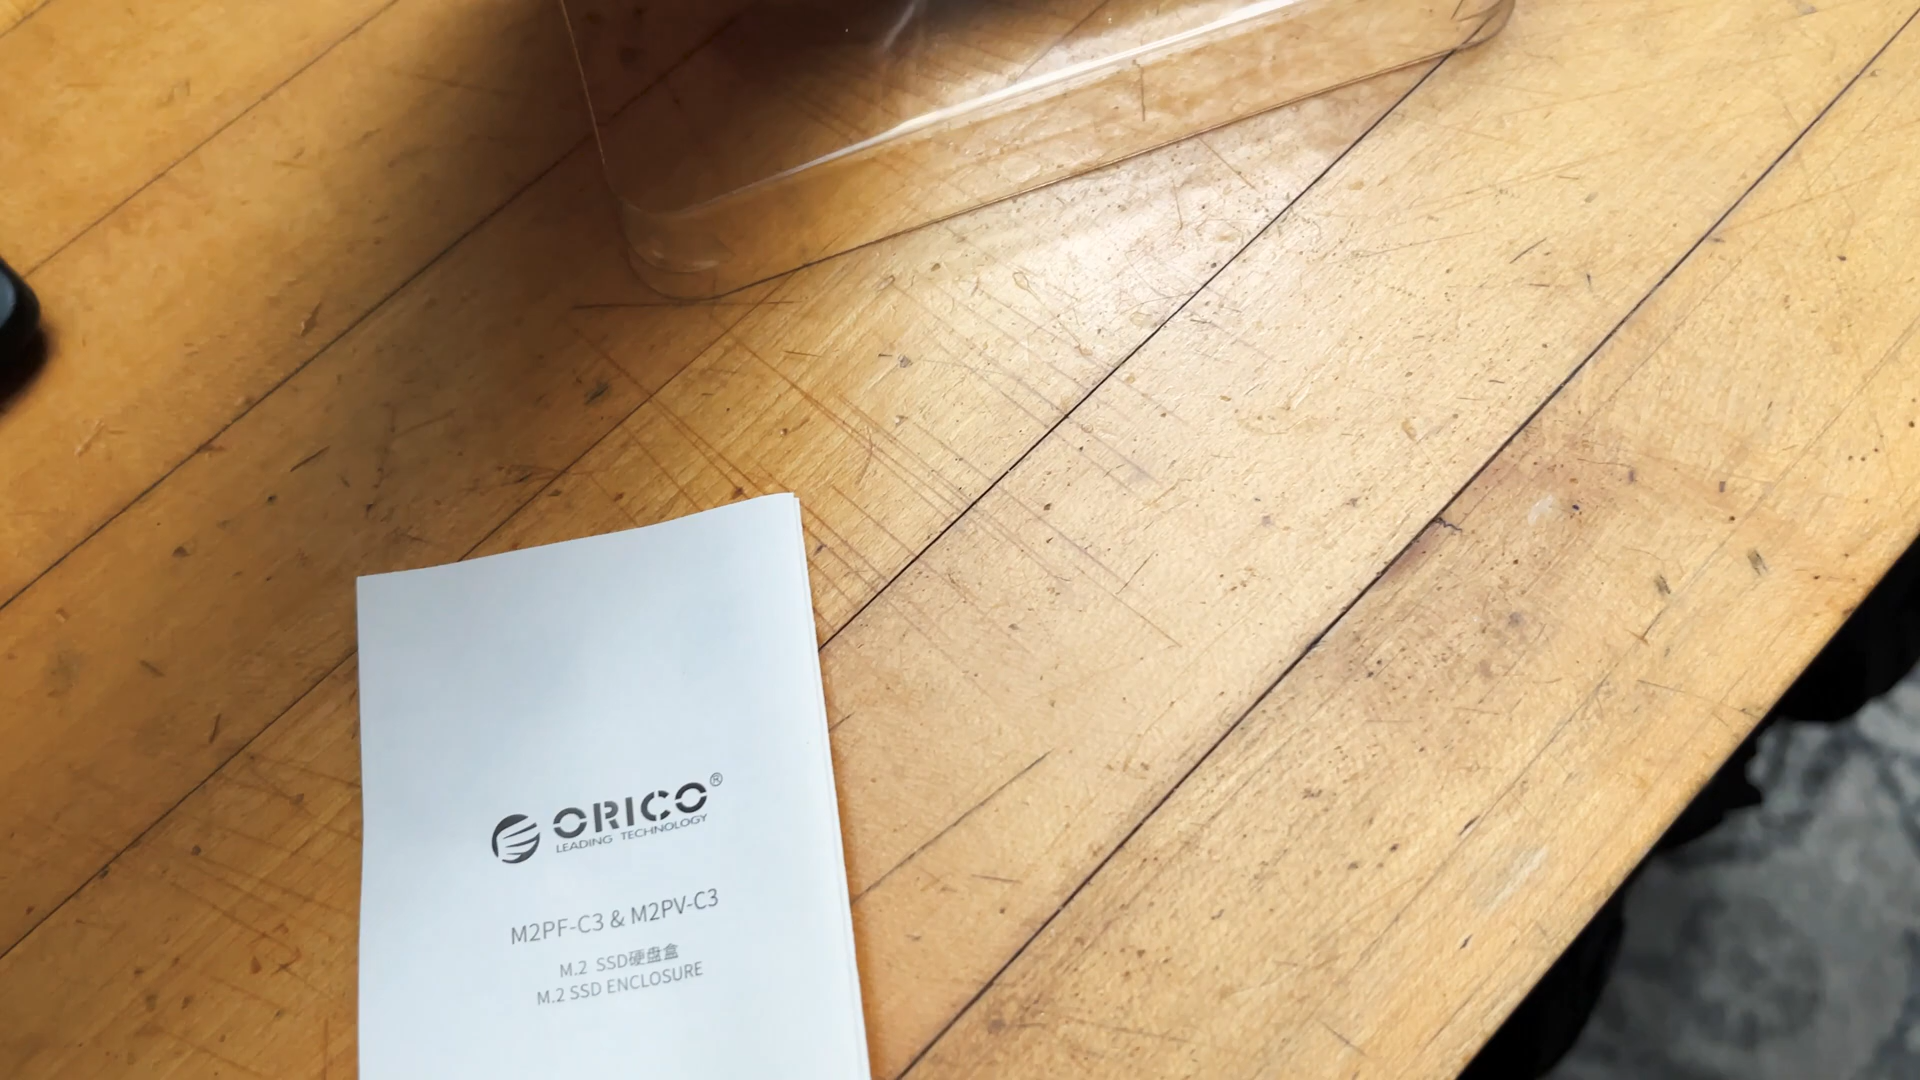 ORICO®
LEADING TECHNOLOGY
M2PF-C3 & M2PV-C3
M.2 SSD硬盘盒
M.2 SSD ENCLOSURE